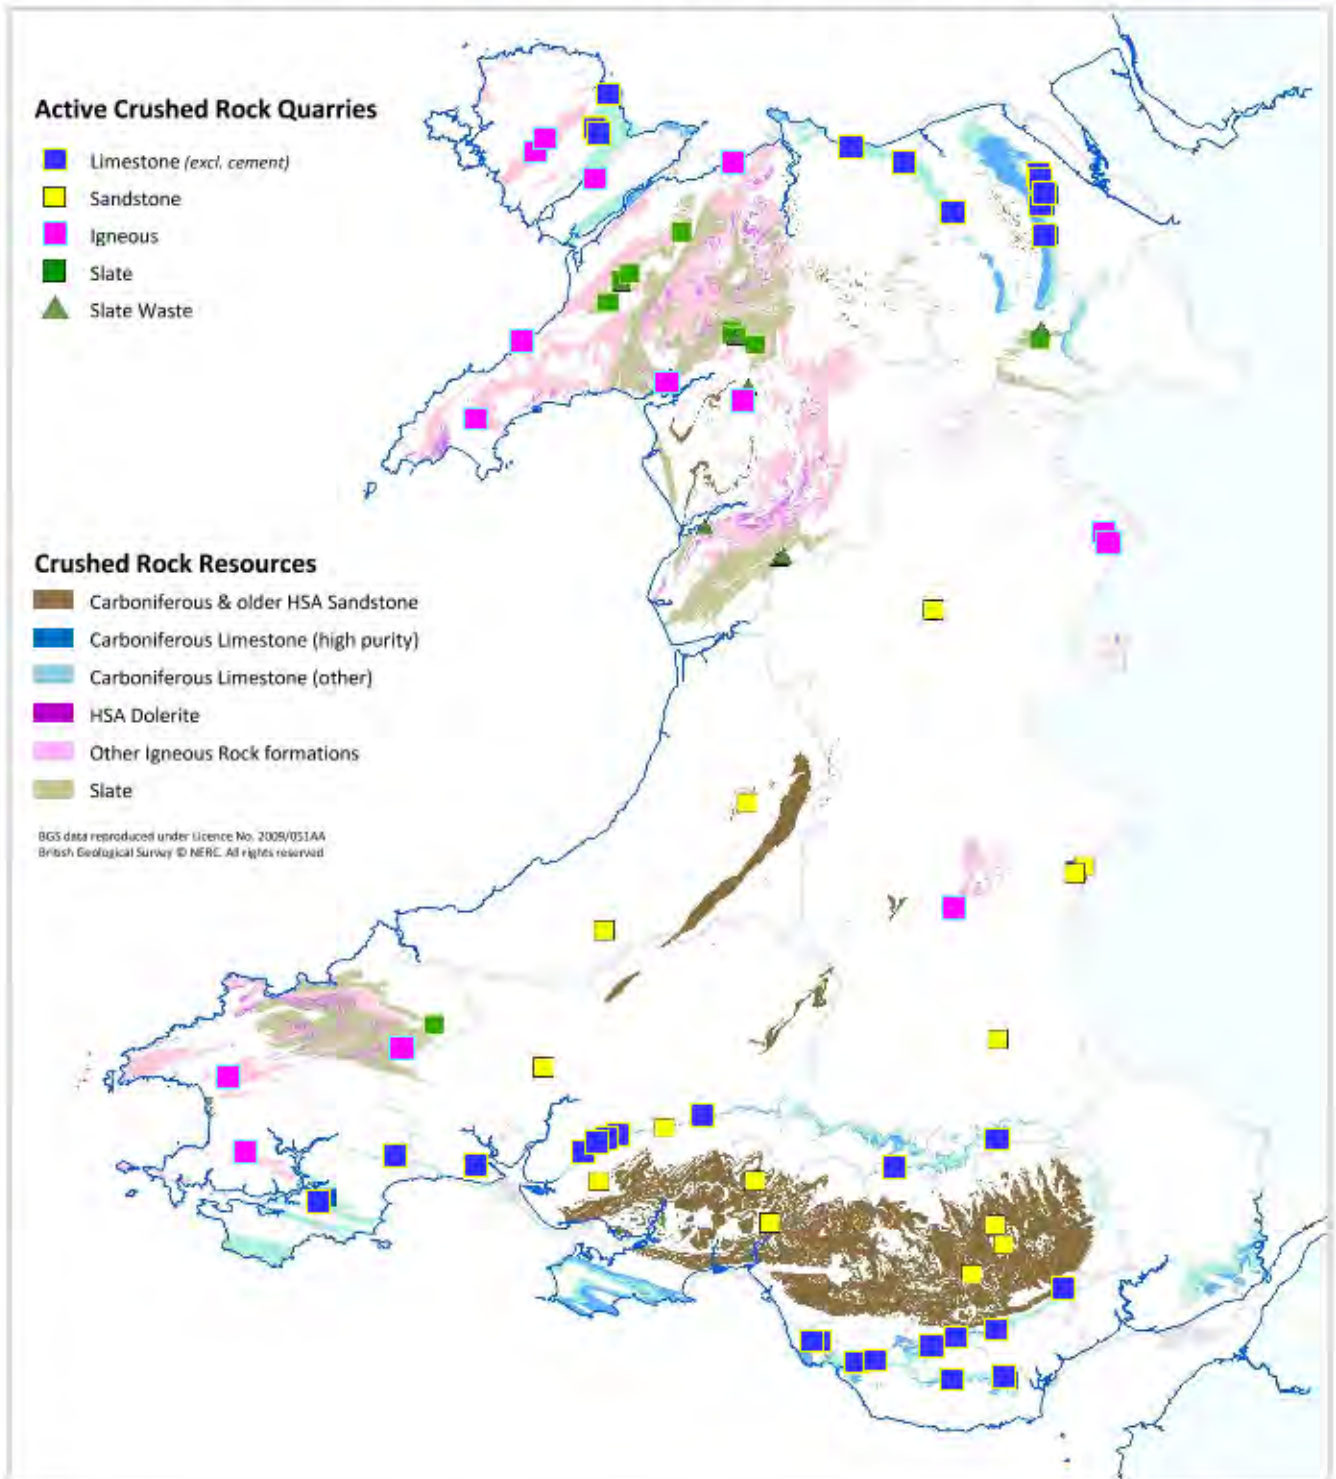 Active Crushed Rock Quarries
Limestone (excl. cement)
Sandstone
Igneous
Slate
Slate Waste
Crushed Rock Resources
Carboniferous & older HSA Sandstone
Carboniferous Limestone (high purity)
Carboniferous Limestone (other)
HSA Dolerite
Other Igneous Rock formations
Slate
BGS data reproduced under Licence No. 2009/051AA
British Geological Survey © NERC. All rights reserved